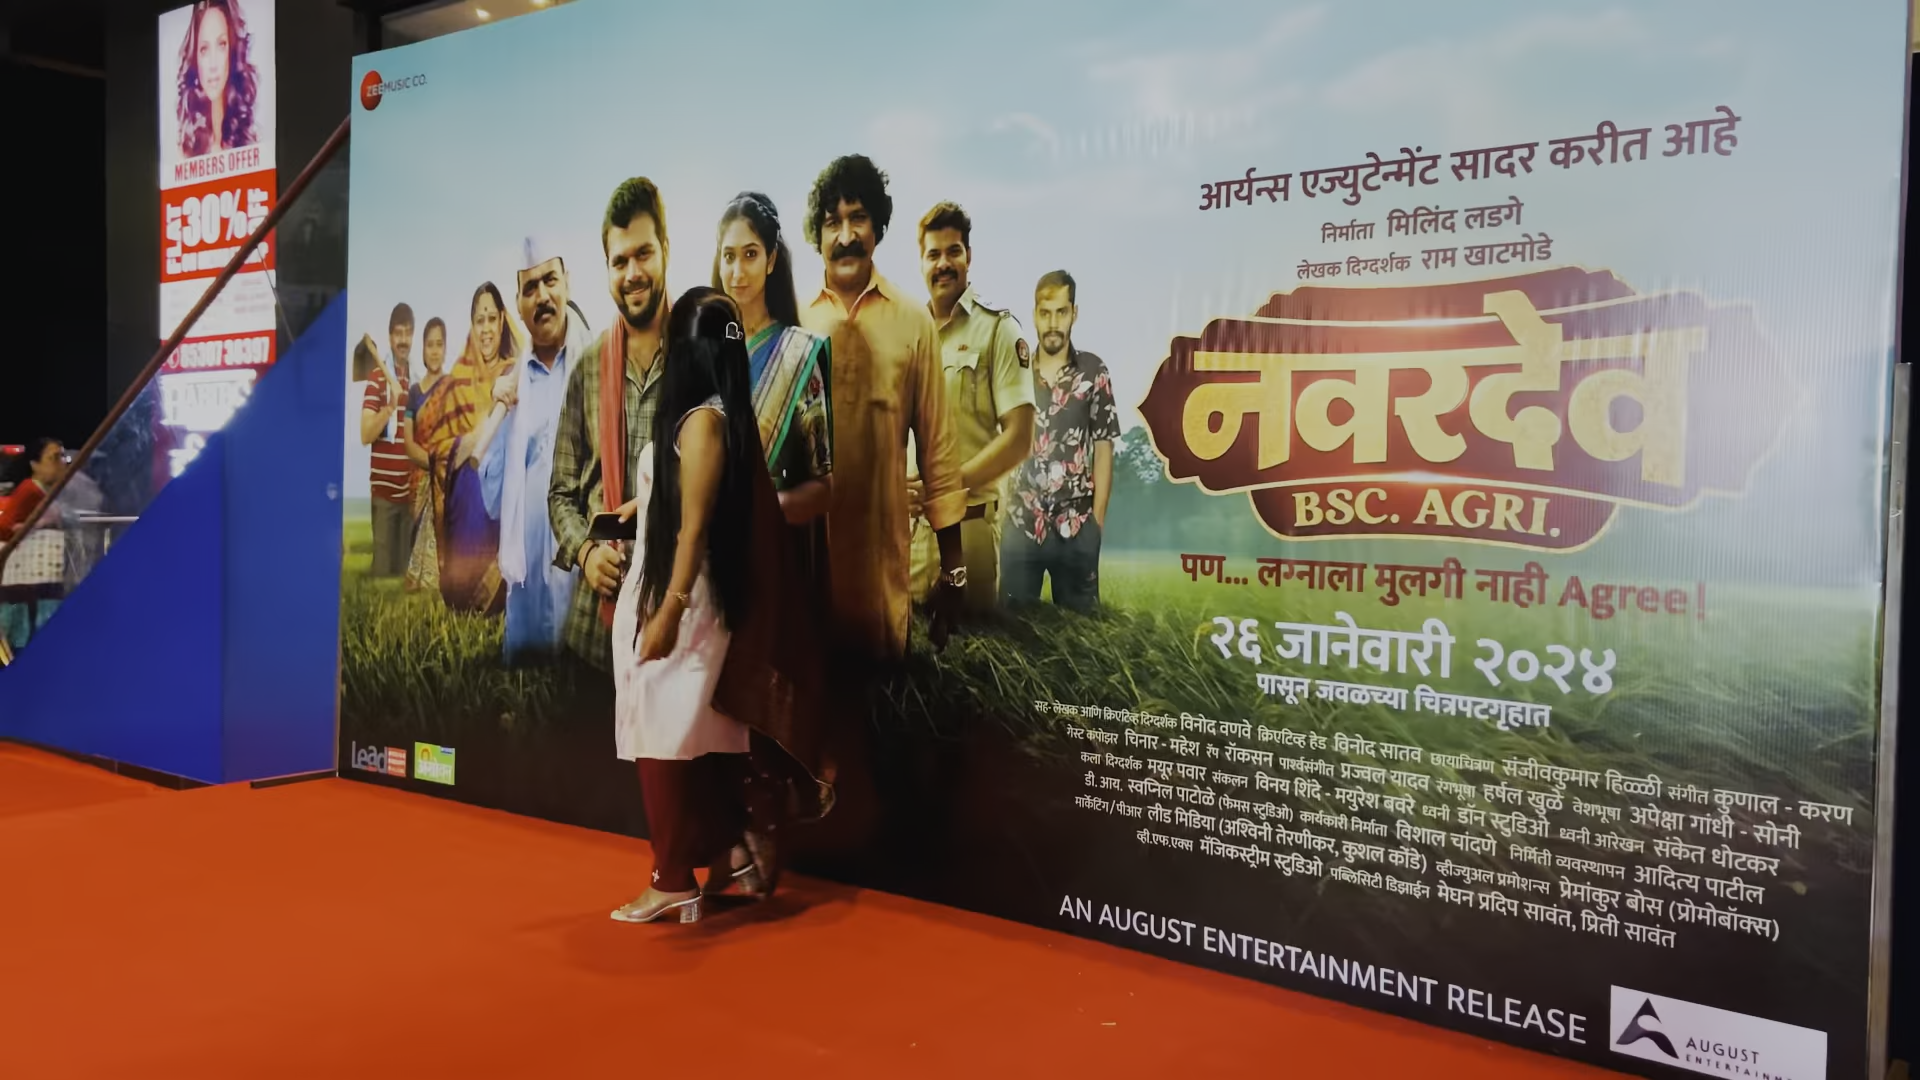 MEMBERS OFFER
FLAT 30% OFF
ZEE MUSIC CO.
आर्यन्स एज्युटेन्मेंट सादर करीत आहे
निर्माता मिलिंद लडगे
लेखक दिग्दर्शक राम खाटमोडे
नवरदेव
BSC. AGRI.
पण... लग्नाला मुलगी नाही Agree!
२६ जानेवारी २०२४
पासून जवळच्या चित्रपटगृहात
सह- लेखक आणि क्रिएटिव्ह दिग्दर्शक विनोद वणवे क्रिएटिव्ह हेड विनोद सातव छायाचित्रण संजीवकुमार हिल्ली संगीत कुणाल - करण
गेस्ट कंपोझर चिनार - महेश रॅप रॉकसन पार्श्वसंगीत प्रज्वल यादव रंगभूषा हर्षल खुळे वेशभूषा अपेक्षा गांधी - सोनी
कला दिग्दर्शक मयूर पवार संकलन विनय शिंदे - मयुरेश बवरे ध्वनी डॉन स्टुडिओ ध्वनी आरेखन संकेत धोटकर
डी. आय. स्वप्निल पाटोळे (फेमस स्टुडिओ) कार्यकारी निर्माता विशाल चांदणे निर्मिती व्यवस्थापन आदित्य पाटील
मार्केटिंग/पीआर लीड मिडिया (अश्विनी तेरणीकर, कुशल कोंडे) व्हीज्युअल प्रमोशन्स प्रेमांकुर बोस (प्रोमोबॉक्स)
व्ही.एफ.एक्स मॅजिकस्ट्रीम स्टुडिओ पब्लिसिटी डिझाईन मेघन प्रदिप सावंत, प्रिती सावंत
Lead
AN AUGUST ENTERTAINMENT RELEASE
AUGUST